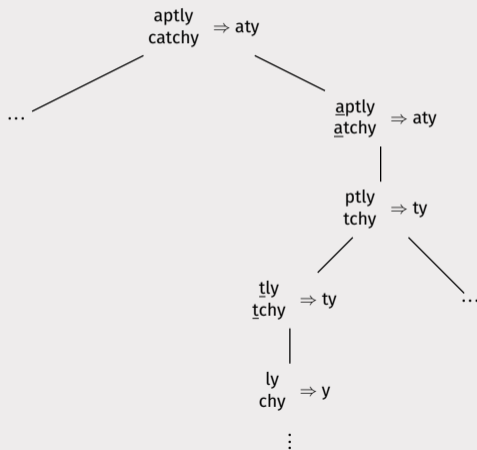 aptly
catchy ⇒ aty
...
aptly
atchy ⇒ aty
ptly
tchy ⇒ ty
tly
tchy ⇒ ty
...
ly
chy ⇒ y
⋮